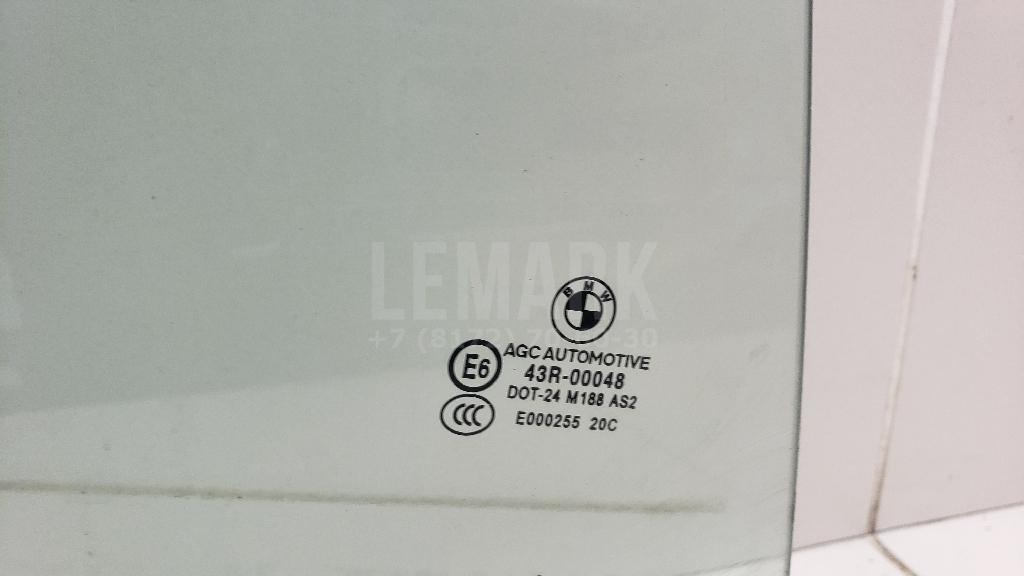 LEMARK
BMW
AGC AUTOMOTIVE
E6
43R-00048
DOT-24 M188 AS2
CCC
E000255 20C